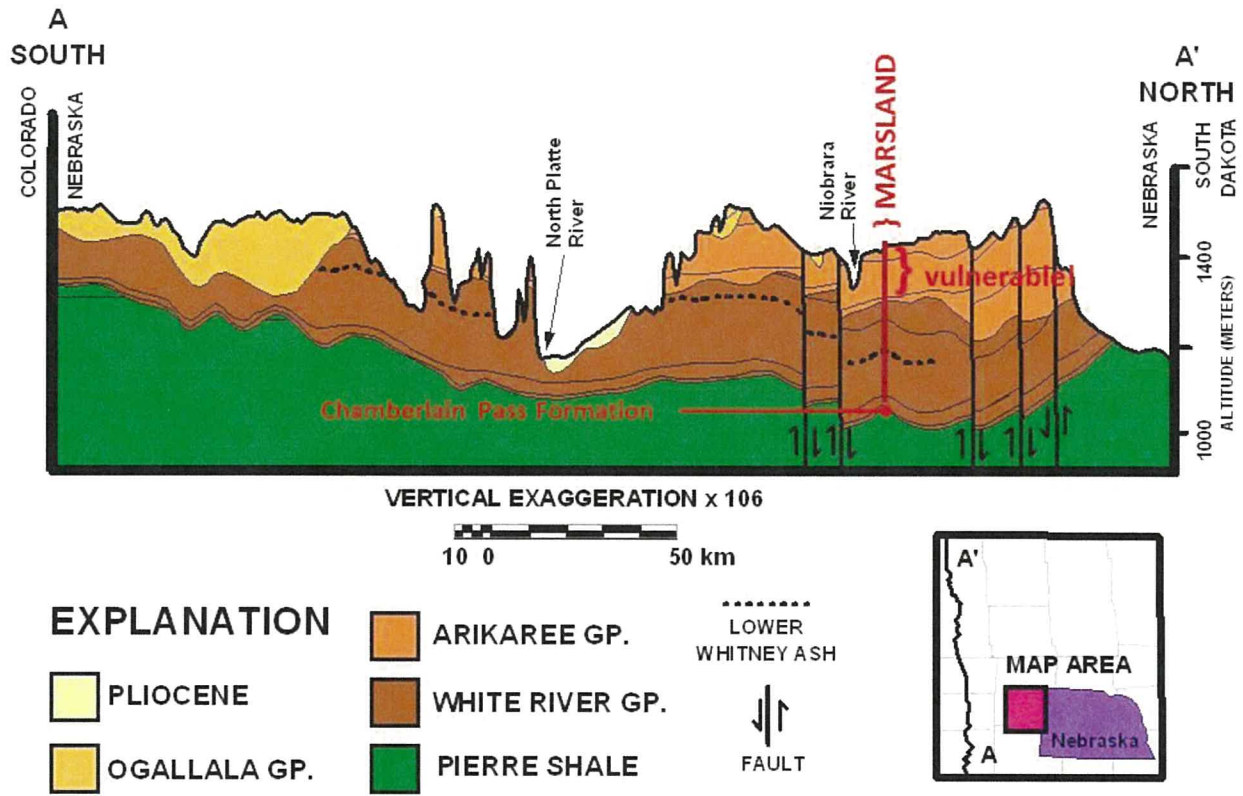 A
SOUTH
COLORADO
NEBRASKA
North Platte
River
Niobrara
River
} MARSLAND
A'
NORTH
NEBRASKA
SOUTH
DAKOTA
} vulnerable!
1400
ALTITUDE (METERS)
1000
Chamberlain Pass Formation
VERTICAL EXAGGERATION x 106
10 0 50 km
EXPLANATION
PLIOCENE
OGALLALA GP.
ARIKAREE GP.
WHITE RIVER GP.
PIERRE SHALE
LOWER
WHITNEY ASH
FAULT
A'
MAP AREA
Nebraska
A